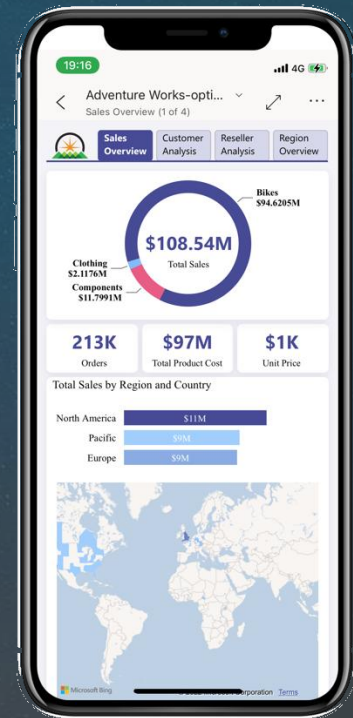 19:16
4G
Adventure Works-opti...
Sales Overview (1 of 4)
Sales
Overview
Customer
Analysis
Reseller
Analysis
Region
Overview
Bikes
$94.6205M
$108.54M
Total Sales
Clothing
$2.1176M
Components
$11.7991M
213K
Orders
$97M
Total Product Cost
$1K
Unit Price
Total Sales by Region and Country
North America
$11M
Pacific
$9M
Europe
$9M
Microsoft Bing
Corporation
Terms